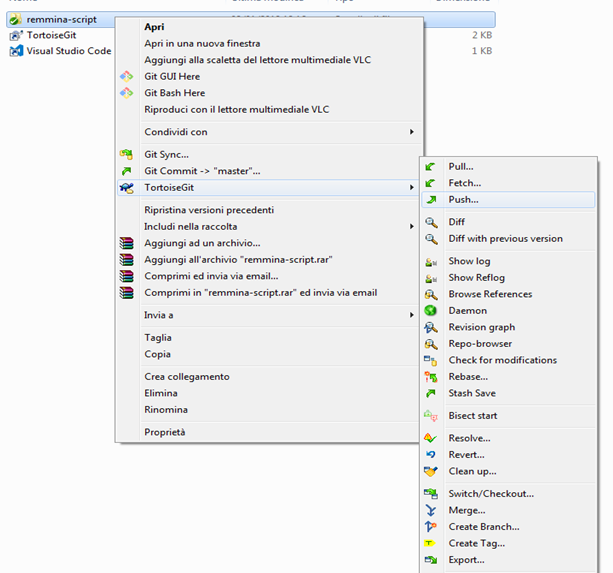 remmina-script
TortoiseGit
2 KB
Visual Studio Code
1 KB
Apri
Apri in una nuova finestra
Aggiungi alla scaletta del lettore multimediale VLC
Git GUI Here
Git Bash Here
Riproduci con il lettore multimediale VLC
Condividi con
Git Sync...
Git Commit -> "master"...
TortoiseGit
Ripristina versioni precedenti
Includi nella raccolta
Aggiungi ad un archivio...
Aggiungi all'archivio "remmina-script.rar"
Comprimi ed invia via email...
Comprimi in "remmina-script.rar" ed invia via email
Invia a
Taglia
Copia
Crea collegamento
Elimina
Rinomina
Proprietà
Pull...
Fetch...
Push...
Diff
Diff with previous version
Show log
Show Reflog
Browse References
Daemon
Revision graph
Repo-browser
Check for modifications
Rebase...
Stash Save
Bisect start
Resolve...
Revert...
Clean up...
Switch/Checkout...
Merge...
Create Branch...
Create Tag...
Export...